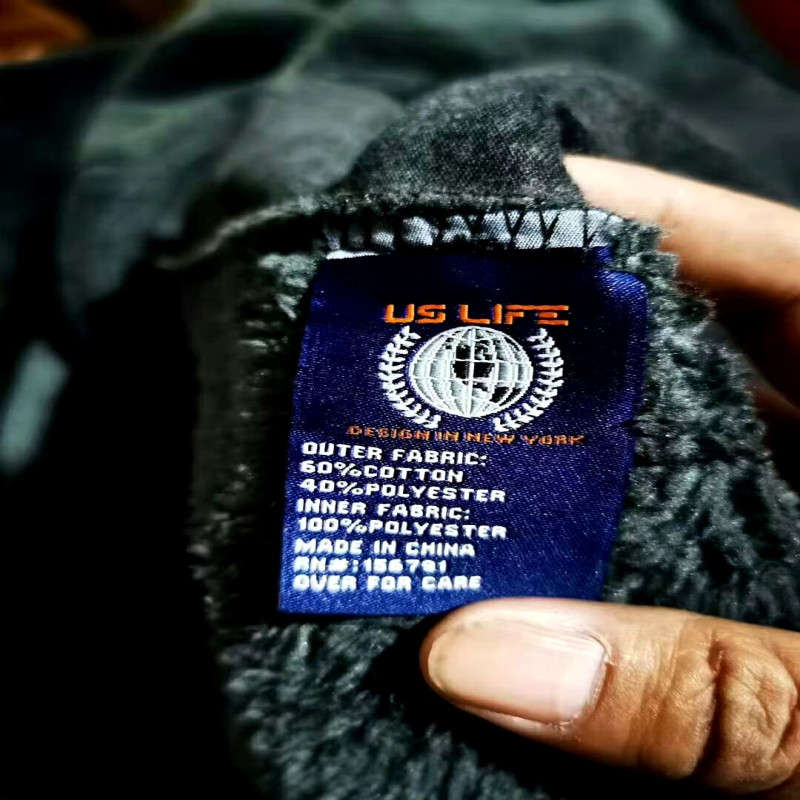 US LIFE
DESIGN IN NEW YORK
OUTER FABRIC:
60%COTTON
40%POLYESTER
INNER FABRIC:
100%POLYESTER
MADE IN CHINA
RN#:156791
OVER FOR CARE